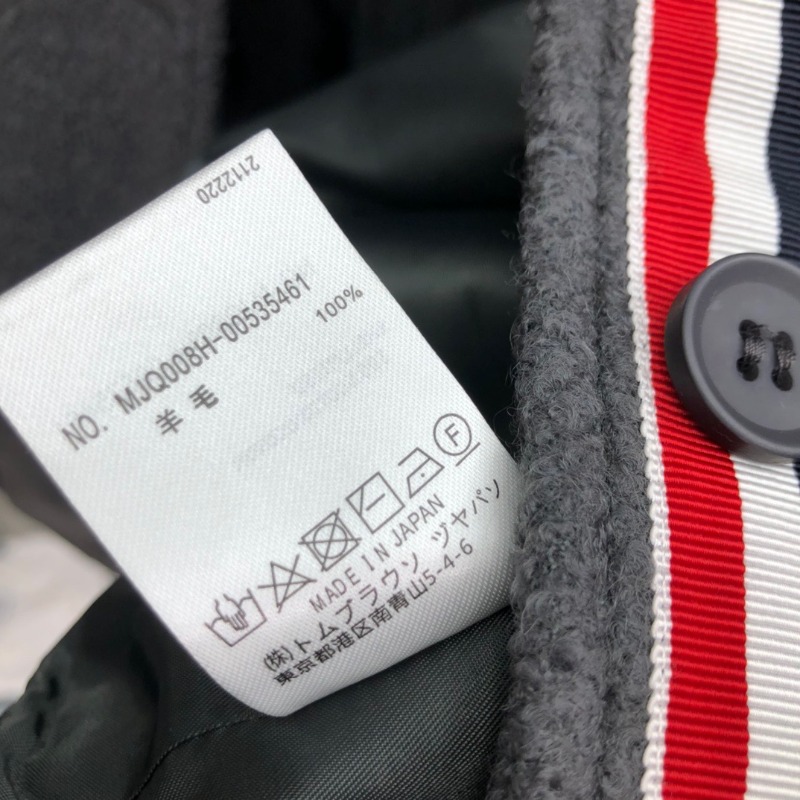 2112220
NO. MJQ008H-00535461
羊毛 100%
F
MADE IN JAPAN
(株)トムブラウン ヅャパン
東京都港区南青山5-4-6